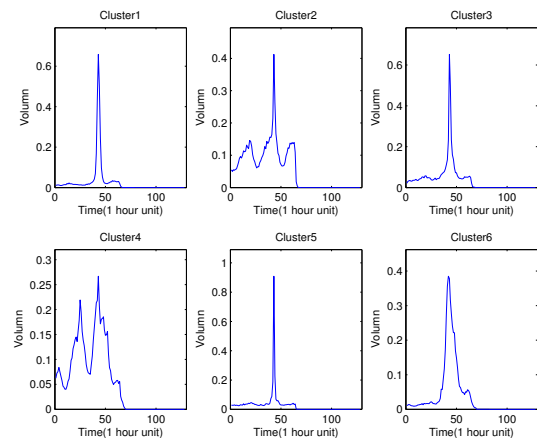 Cluster1
Volumn
0.6
0.4
0.2
0
0 50 100
Time(1 hour unit)
Cluster2
Volumn
0.5
0.4
0.3
0.2
0.1
0
0 50 100
Time(1 hour unit)
Cluster3
Volumn
0.6
0.4
0.2
0
0 50 100
Time(1 hour unit)
Cluster4
Volumn
0.3
0.25
0.2
0.15
0.1
0.05
0
0 50 100
Time(1 hour unit)
Cluster5
Volumn
1
0.8
0.6
0.4
0.2
0
0 50 100
Time(1 hour unit)
Cluster6
Volumn
0.4
0.3
0.2
0.1
0
0 50 100
Time(1 hour unit)